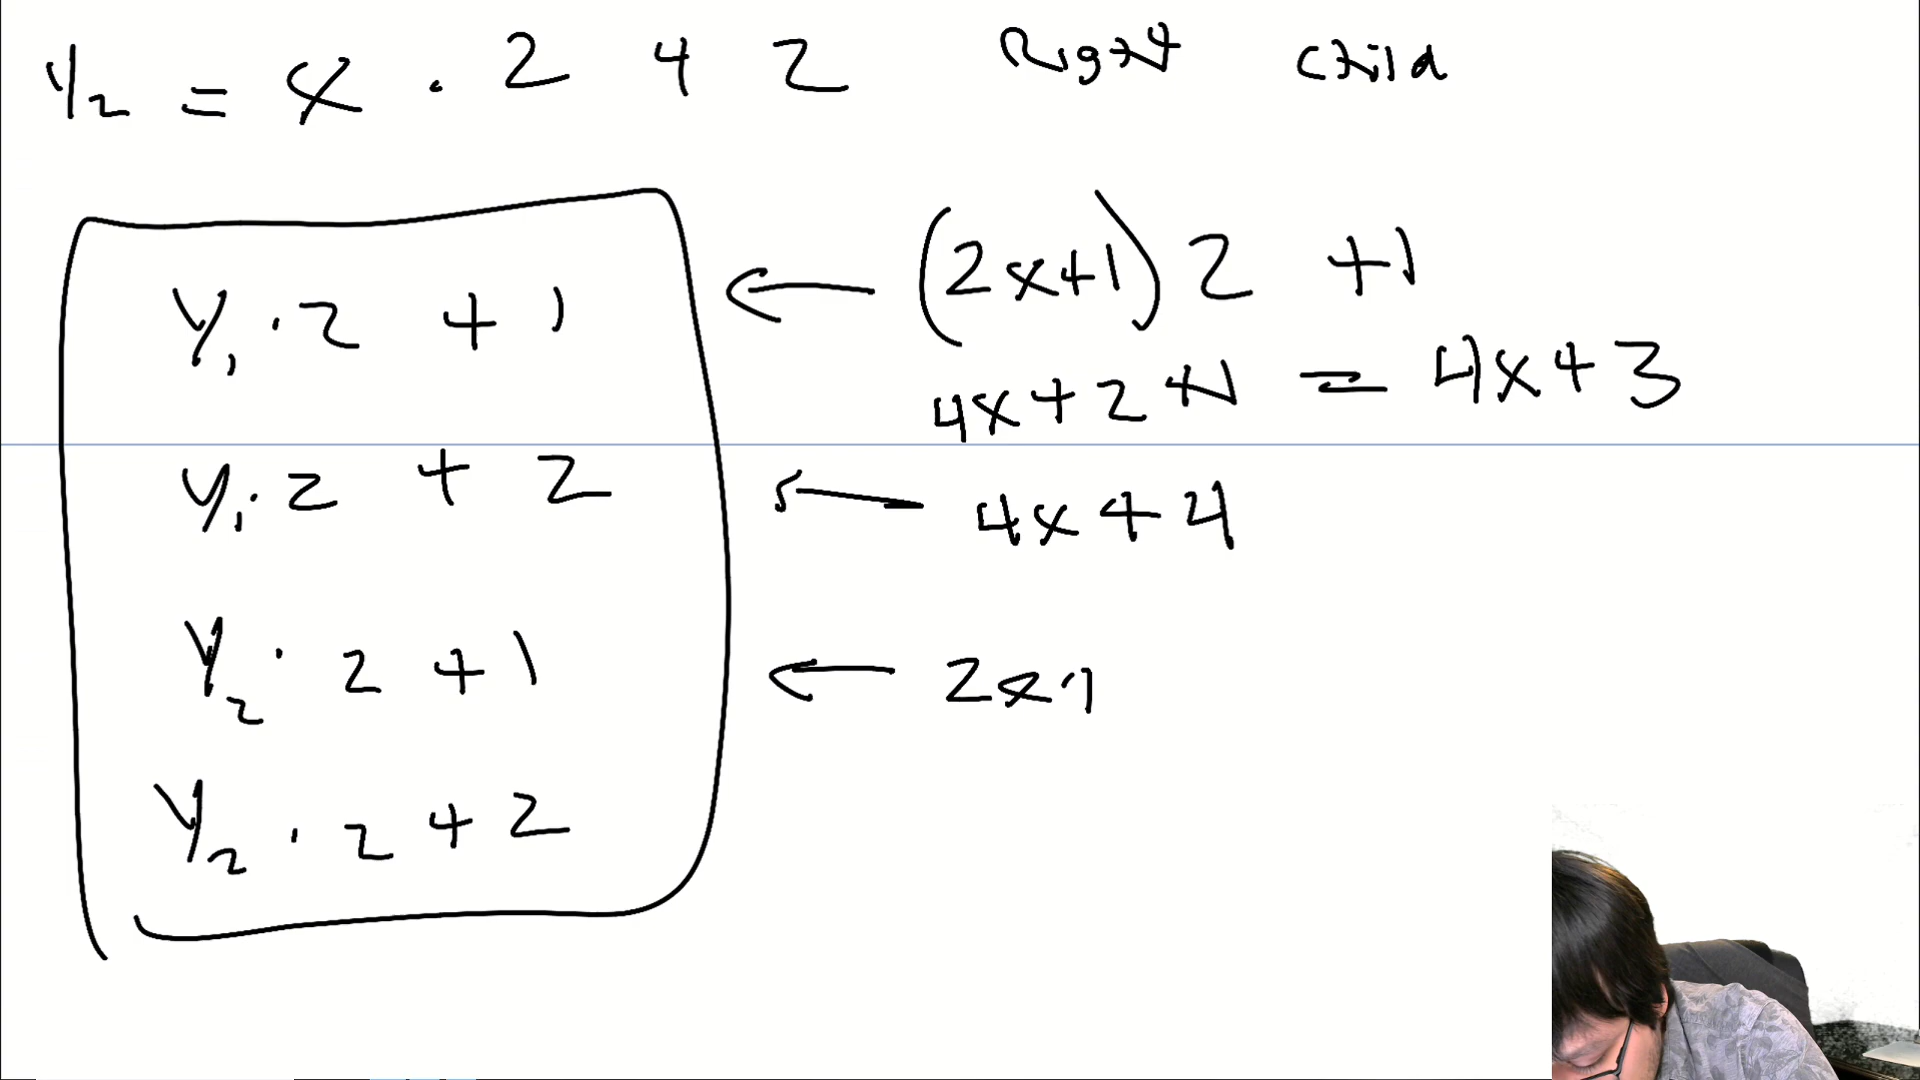 y₂ = x · 2 + 2 Right child
(2x+1) 2 +1
y₁ · 2 + 1
4x+2+1 = 4x+3
y₁ · 2 + 2
4x+4
y₂ · 2 + 1
2x
y₂ · 2 + 2